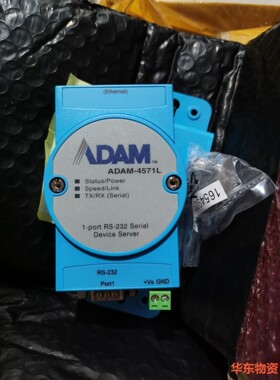 (Ethernet)
ADAM™
ADAM-4571L
Status/Power
Speed/Link
TX/RX (Serial)
1-port RS-232 Serial
Device Server
RS-232
Port1
+Vs GND
华东物资